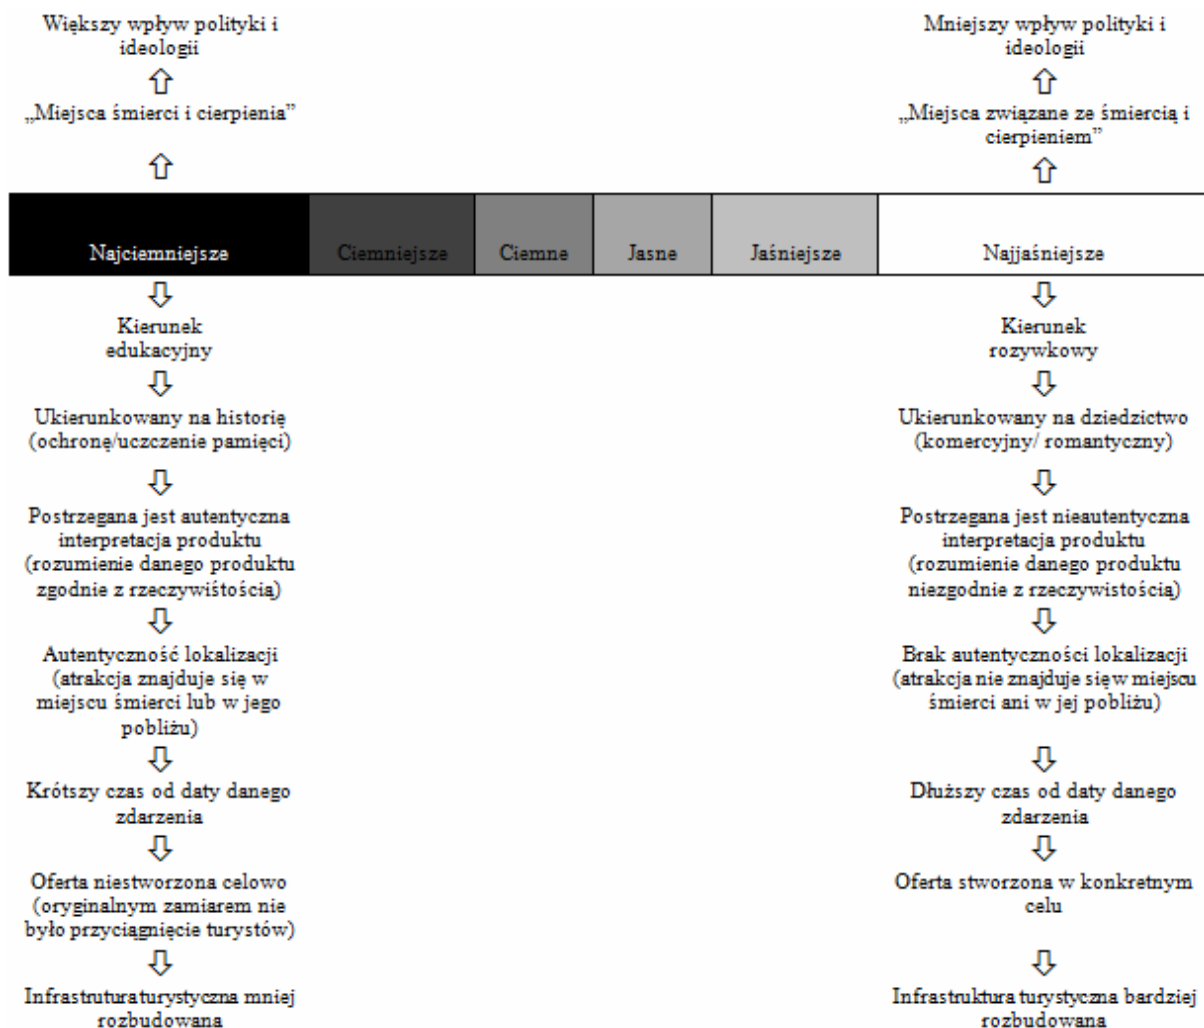 Większy wpływ polityki i
ideologii
„Miejsca śmierci i cierpienia”
Mniejszy wpływ polityki i
ideologii
„Miejsca związane ze śmiercią i
cierpieniem”
Najciemniejsze
Ciemniejsze
Ciemne
Jasne
Jaśniejsze
Najjaśniejsze
Kierunek
edukacyjny
Ukierunkowany na historię
(ochronę/uczczenie pamięci)
Postrzegana jest autentyczna
interpretacja produktu
(rozumienie danego produktu
zgodnie z rzeczywiśtością)
Autentyczność lokalizacji
(atrakcja znajduje się w
miejscu śmierci lub w jego
pobliżu)
Krótszy czas od daty danego
zdarzenia
Oferta niestworzona celowo
(oryginalnym zamiarem nie
było przyciągnięcie turystów)
Infrastrutura turystyczna mniej
rozbudowana
Kierunek
rozywkowy
Ukierunkowany na dziedzictwo
(komercyjny/ romantyczny)
Postrzegana jest nieautentyczna
interpretacja produktu
(rozumienie danego produktu
niezgodnie z rzeczywistością)
Brak autentyczności lokalizacji
(atrakcja nie znajduje się w miejscu
śmierci ani w jej pobliżu)
Dłuższy czas od daty danego
zdarzenia
Oferta stworzona w konkretnym
celu
Infrastruktura turystyczna bardziej
rozbudowana